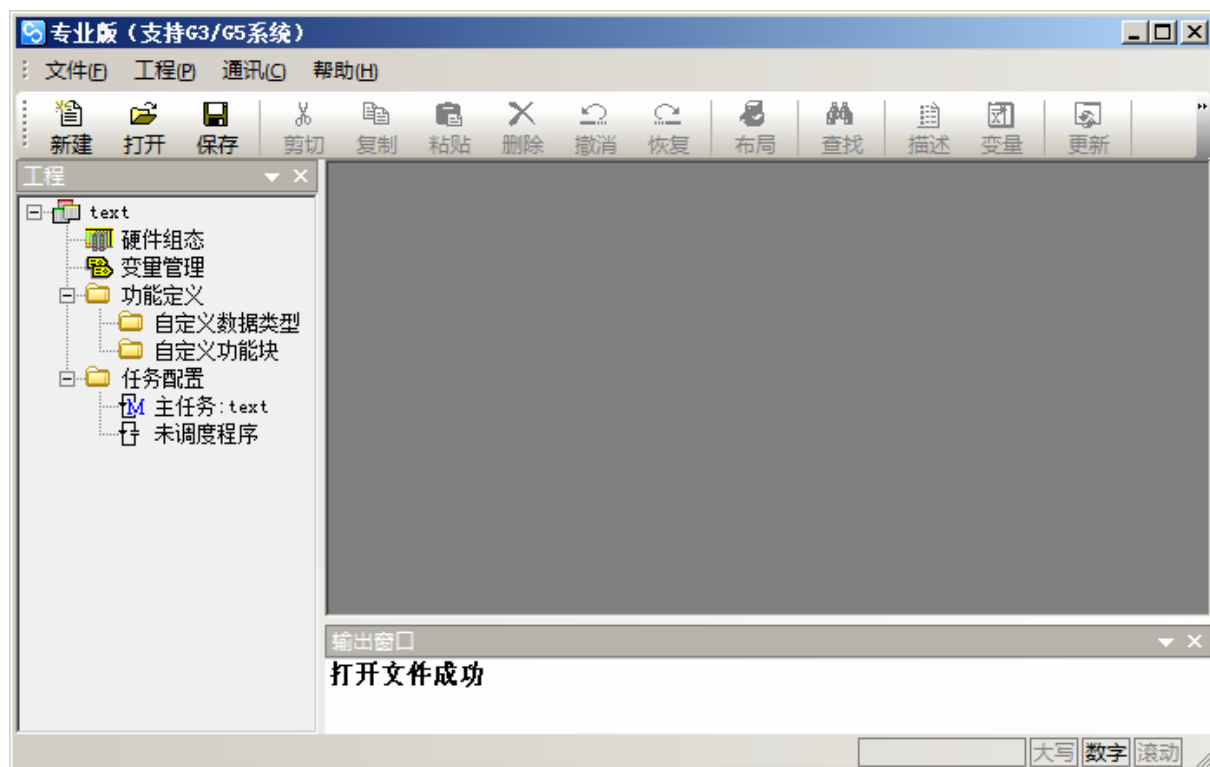 专业版（支持G3/G5系统）
文件(F) 工程(P) 通讯(C) 帮助(H)
新建 打开 保存 剪切 复制 粘贴 删除 撤消 恢复 布局 查找 描述 变量 更新
工程
text
硬件组态
变量管理
功能定义
自定义数据类型
自定义功能块
任务配置
M 主任务:text
未调度程序
输出窗口
打开文件成功
大写 数字 滚动